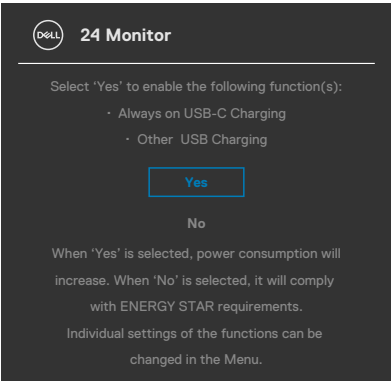 DELL
24 Monitor
Select ‘Yes’ to enable the following function(s):
· Always on USB-C Charging
· Other USB Charging
Yes
No
When ‘Yes’ is selected, power consumption will
increase. When ‘No’ is selected, it will comply
with ENERGY STAR requirements.
Individual settings of the functions can be
changed in the Menu.